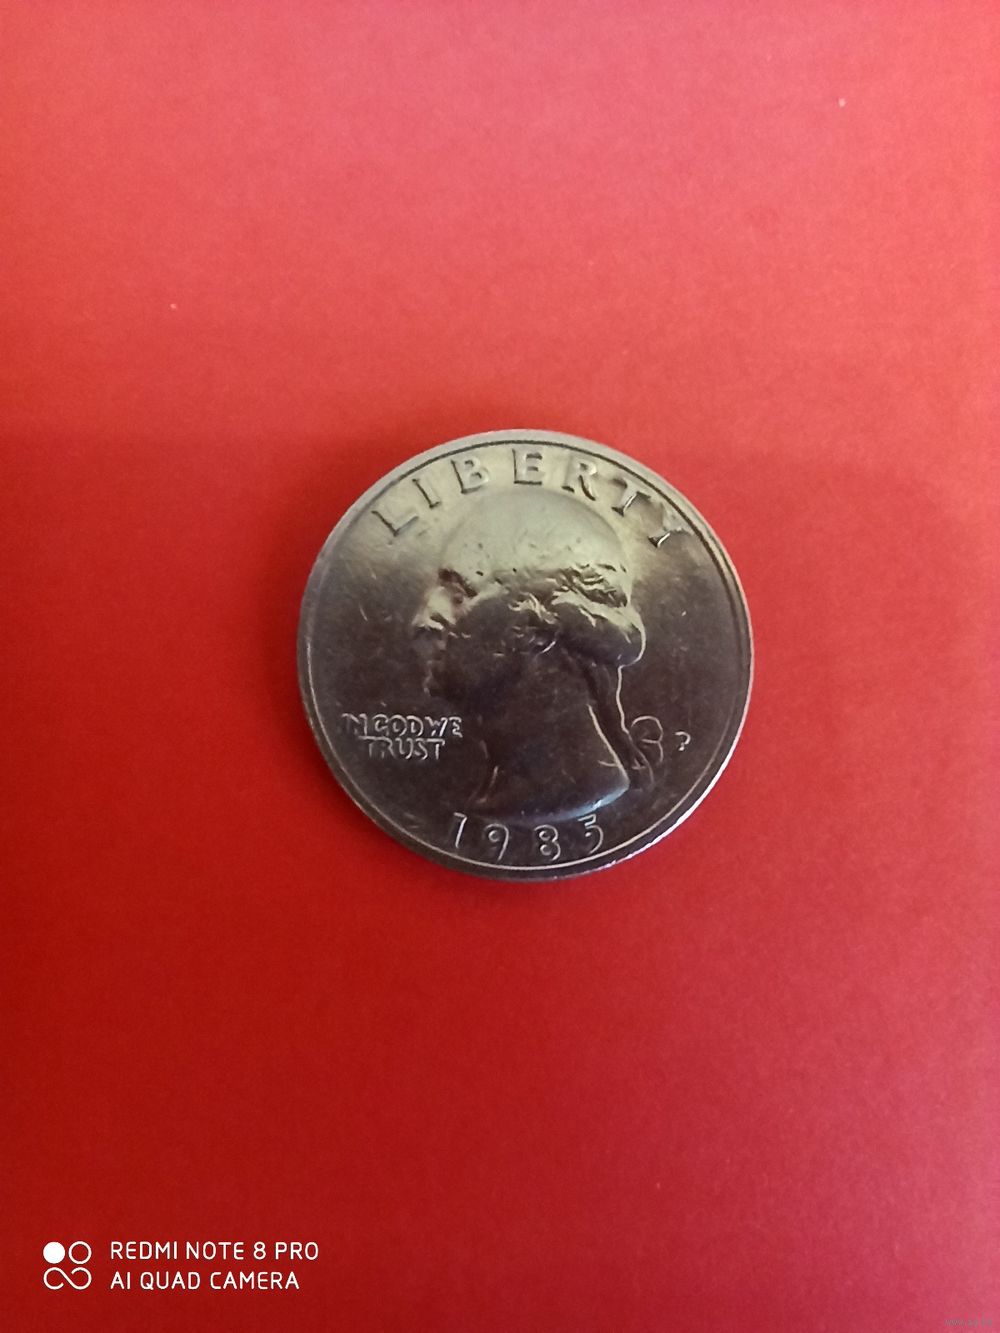 LIBERTY
IN GOD WE
TRUST
P
1985
REDMI NOTE 8 PRO
AI QUAD CAMERA